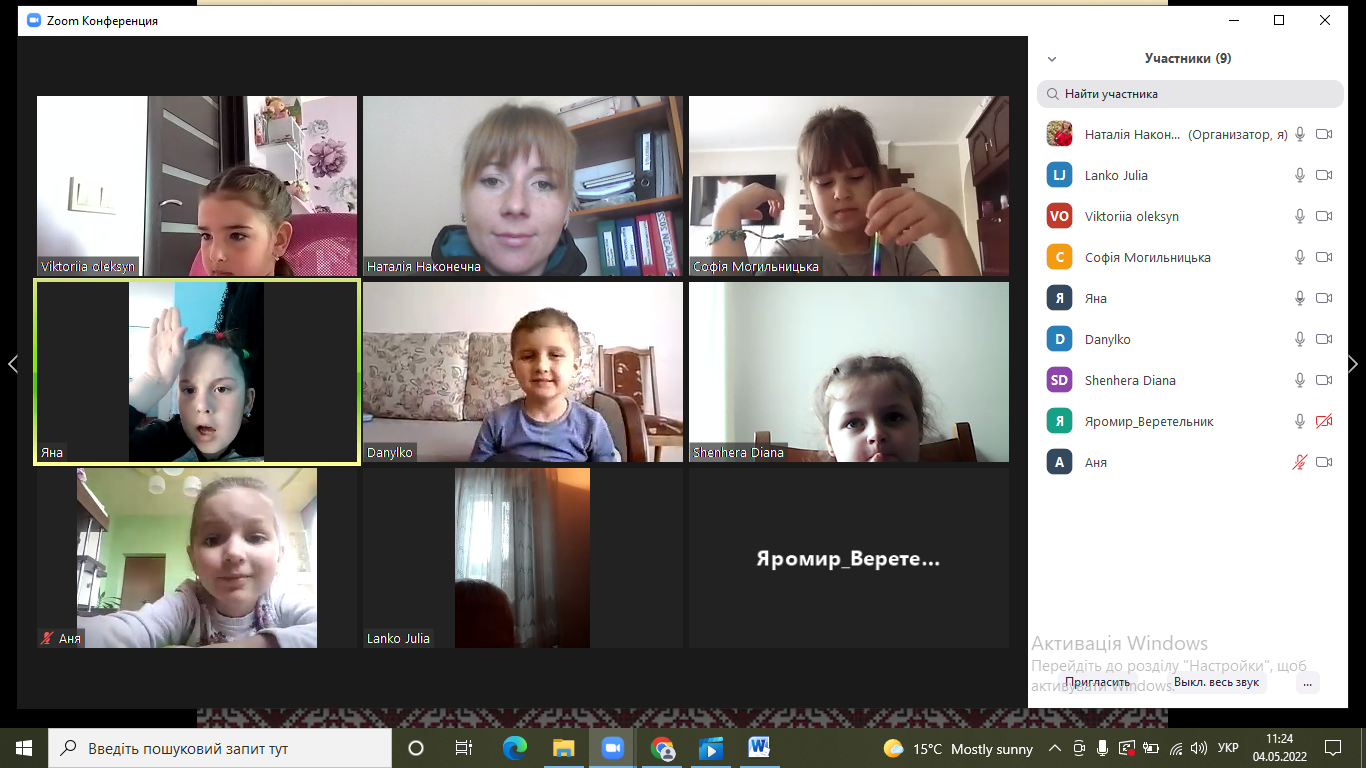 Zoom Конференция
Viktoriia oleksyn
Наталія Наконечна
Софія Могильницька
Яна
Danylko
Shenhera Diana
Аня
Lanko Julia
Яромир_Верете...
Участники (9)
Найти участника
Наталія Након... (Организатор, я)
LJ Lanko Julia
VO Viktoriia oleksyn
С Софія Могильницька
Я Яна
D Danylko
SD Shenhera Diana
Я Яромир_Веретельник
А Аня
Активація Windows
Перейдіть до розділу "Настройки", щоб
активувати Windows.
Пригласить Выкл. весь звук ...
Введіть пошуковий запит тут
15°C Mostly sunny
УКР
11:24
04.05.2022